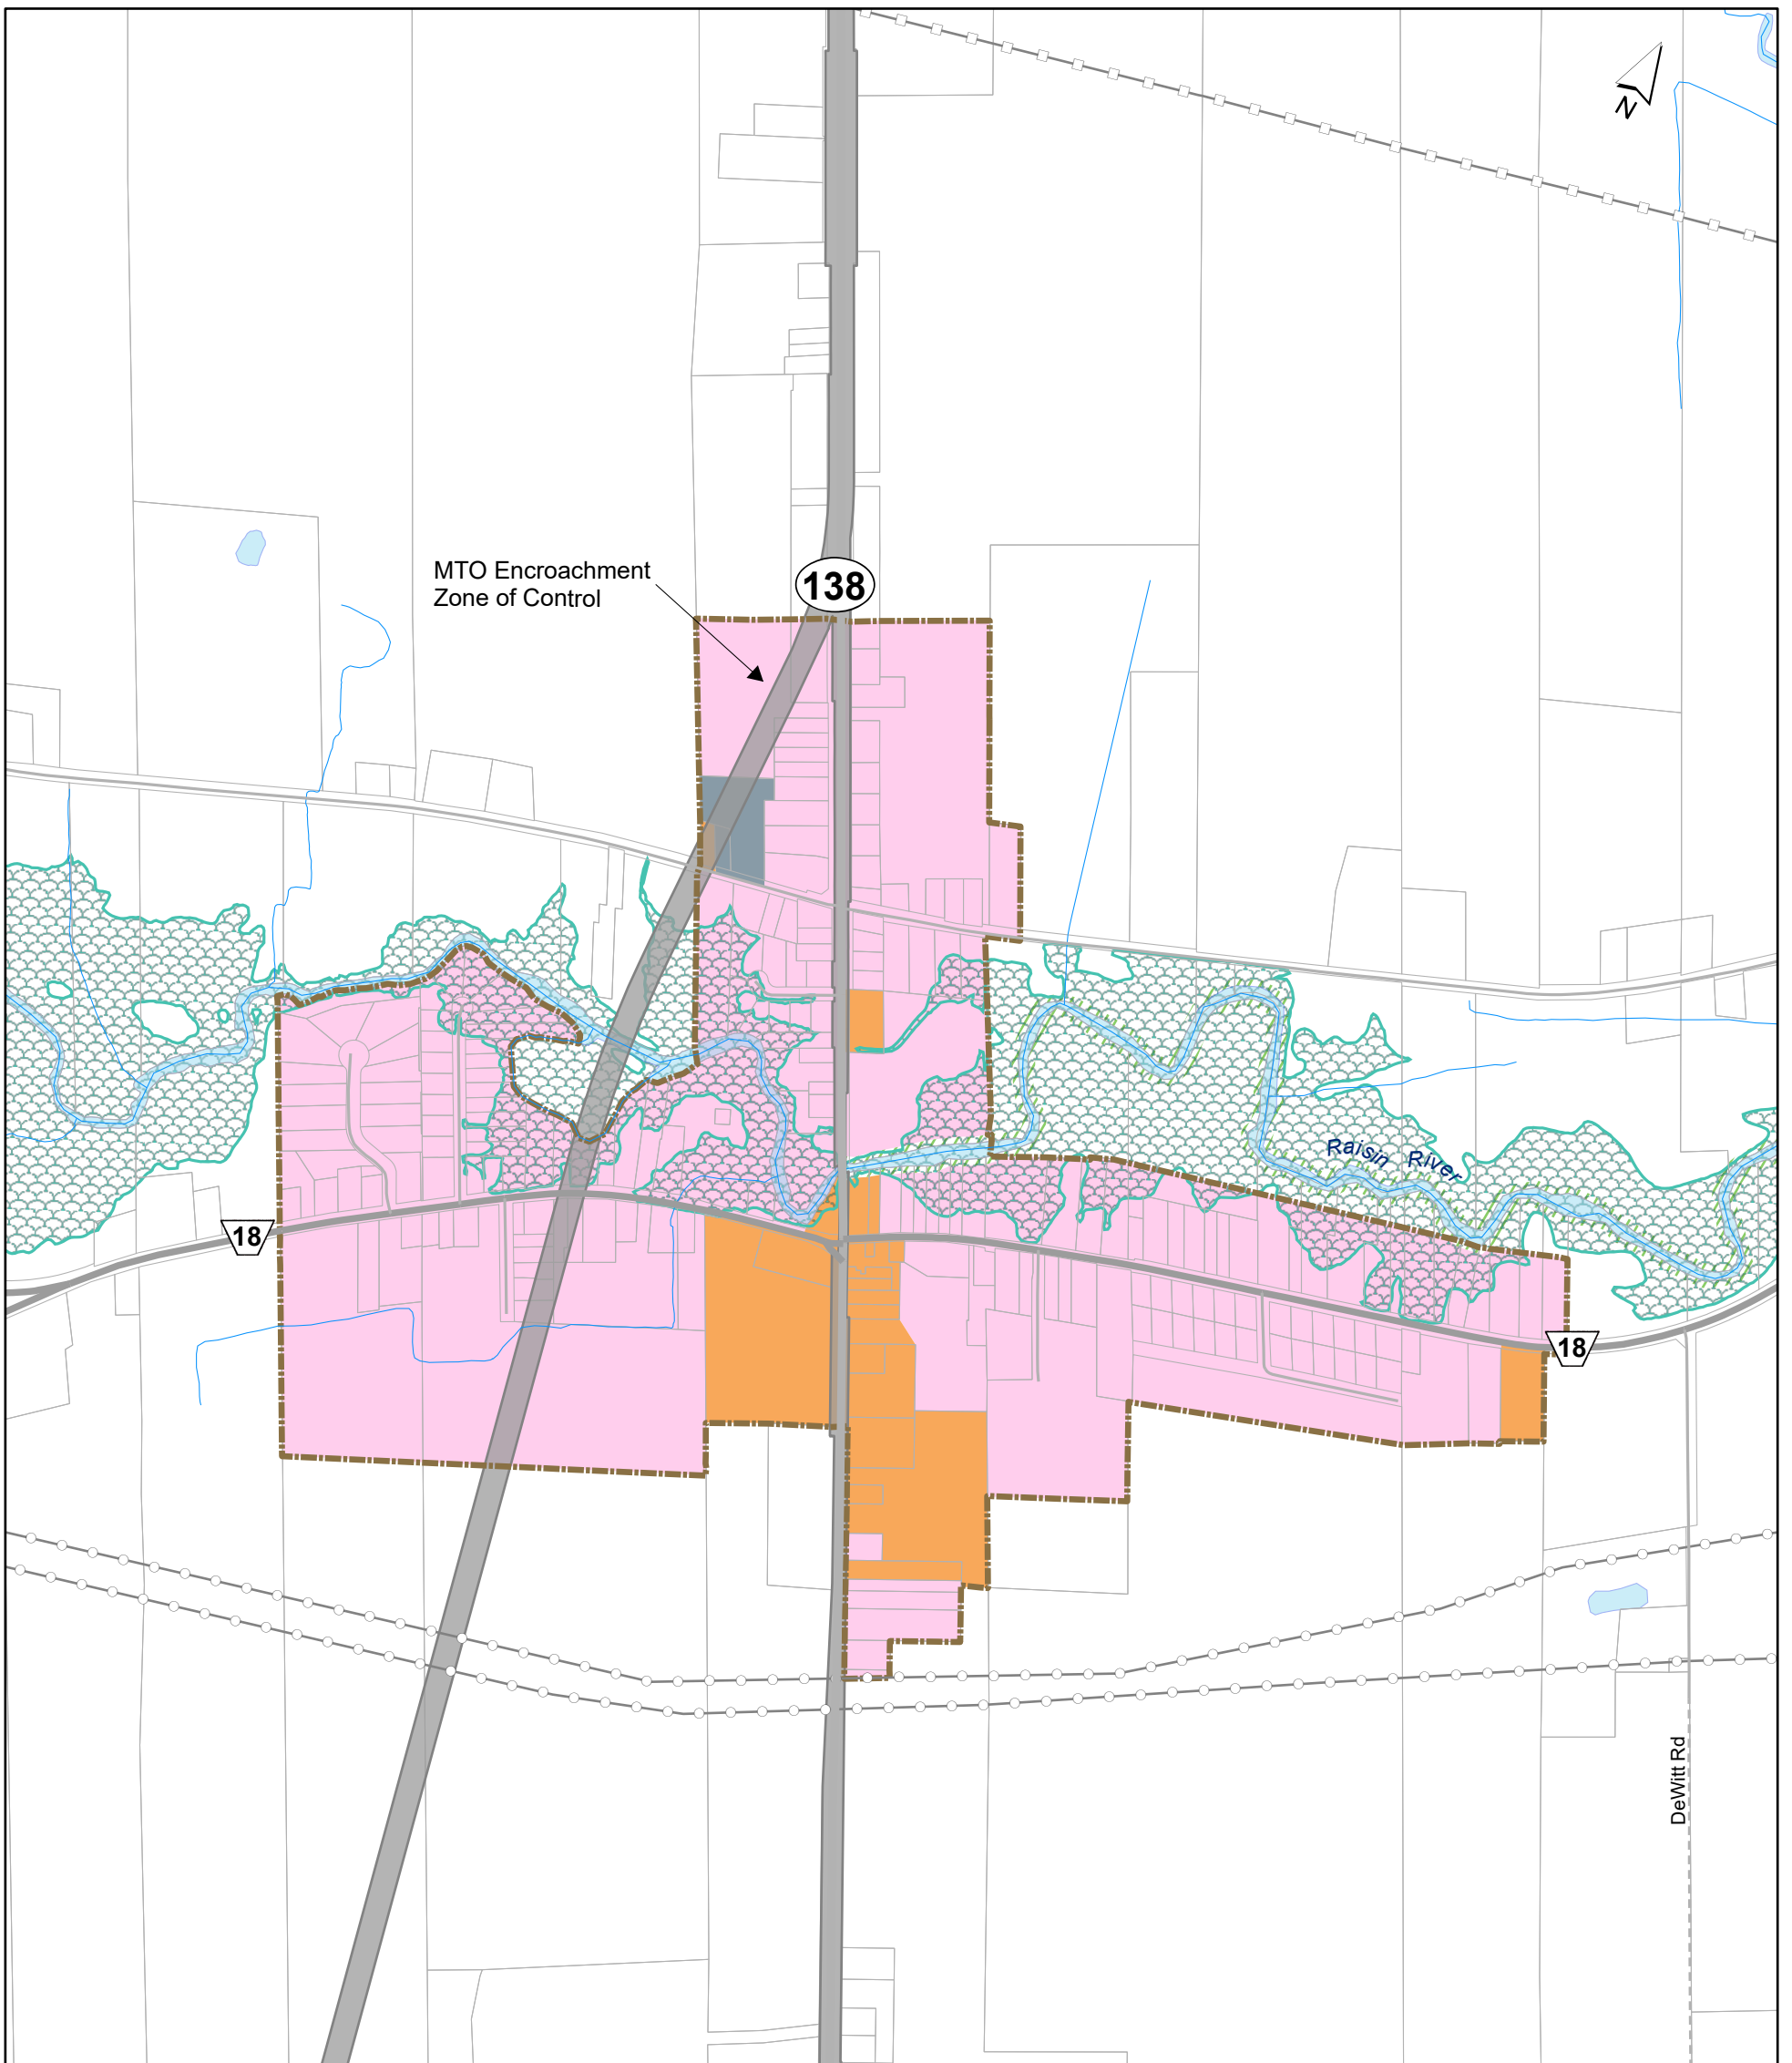 N
MTO Encroachment
Zone of Control
138
Raisin River
18
18
DeWitt Rd